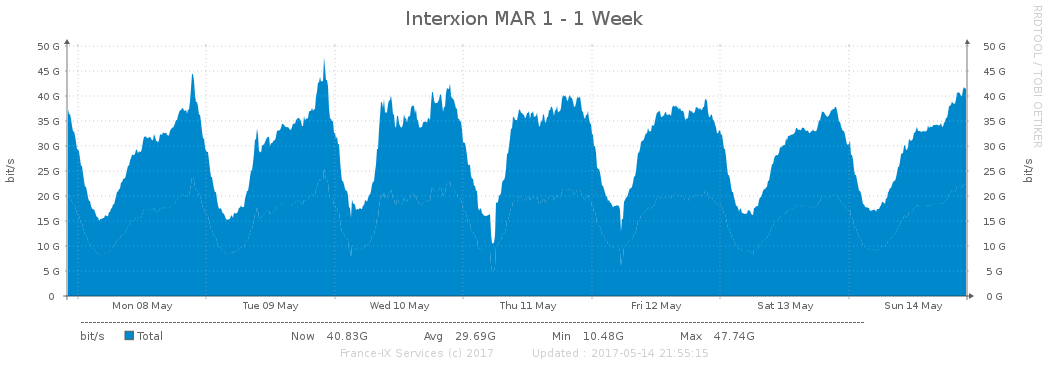 Interxion MAR 1 - 1 Week
RRDTOOL / TOBI OETIKER
bit/s
50 G 50 G
45 G 45 G
40 G 40 G
35 G 35 G
30 G 30 G
25 G 25 G
20 G 20 G
15 G 15 G
10 G 10 G
5 G 5 G
0 0 G
bit/s
Mon 08 May Tue 09 May Wed 10 May Thu 11 May Fri 12 May Sat 13 May Sun 14 May
bit/s Total Now 40.83G Avg 29.69G Min 10.48G Max 47.74G
France-IX Services (c) 2017 Updated : 2017-05-14 21:55:15